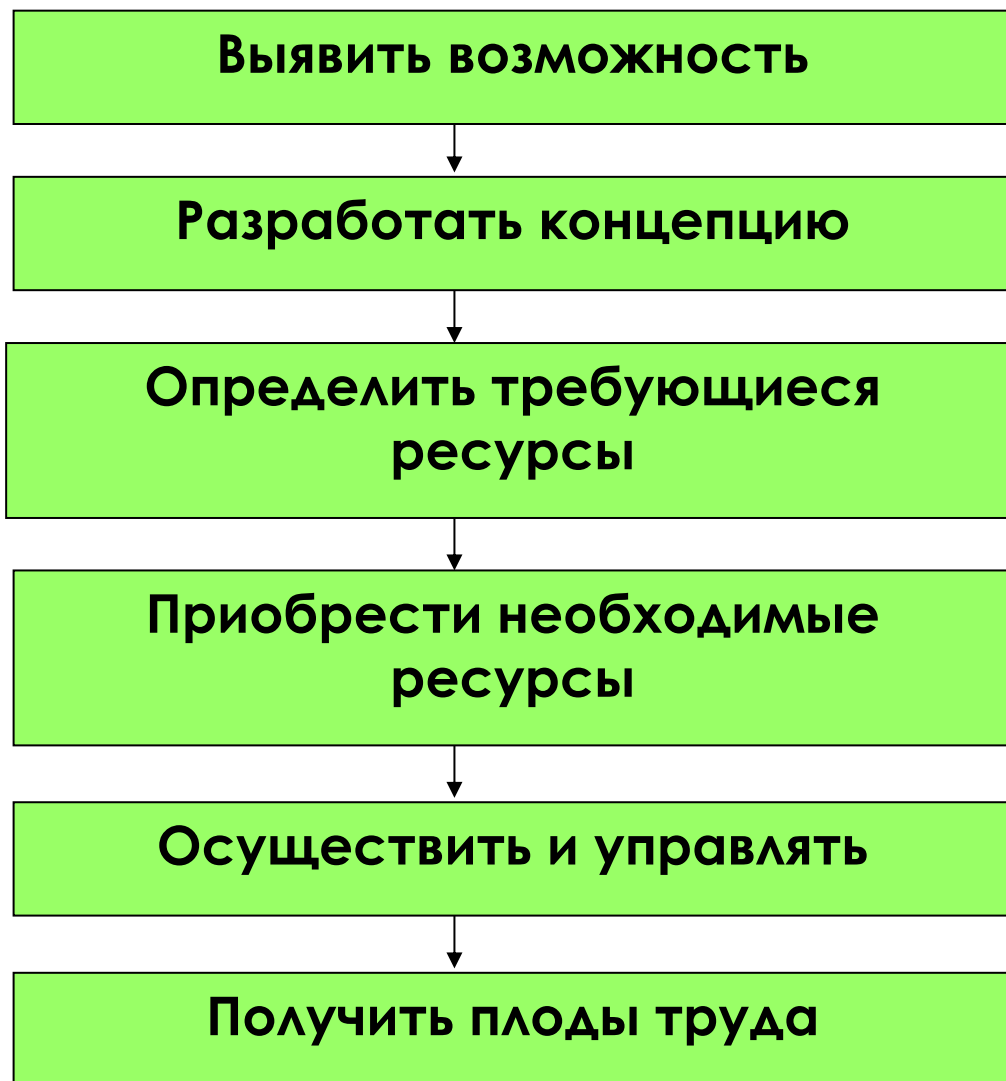 Выявить возможность
Разработать концепцию
Определить требующиеся
ресурсы
Приобрести необходимые
ресурсы
Осуществить и управлять
Получить плоды труда